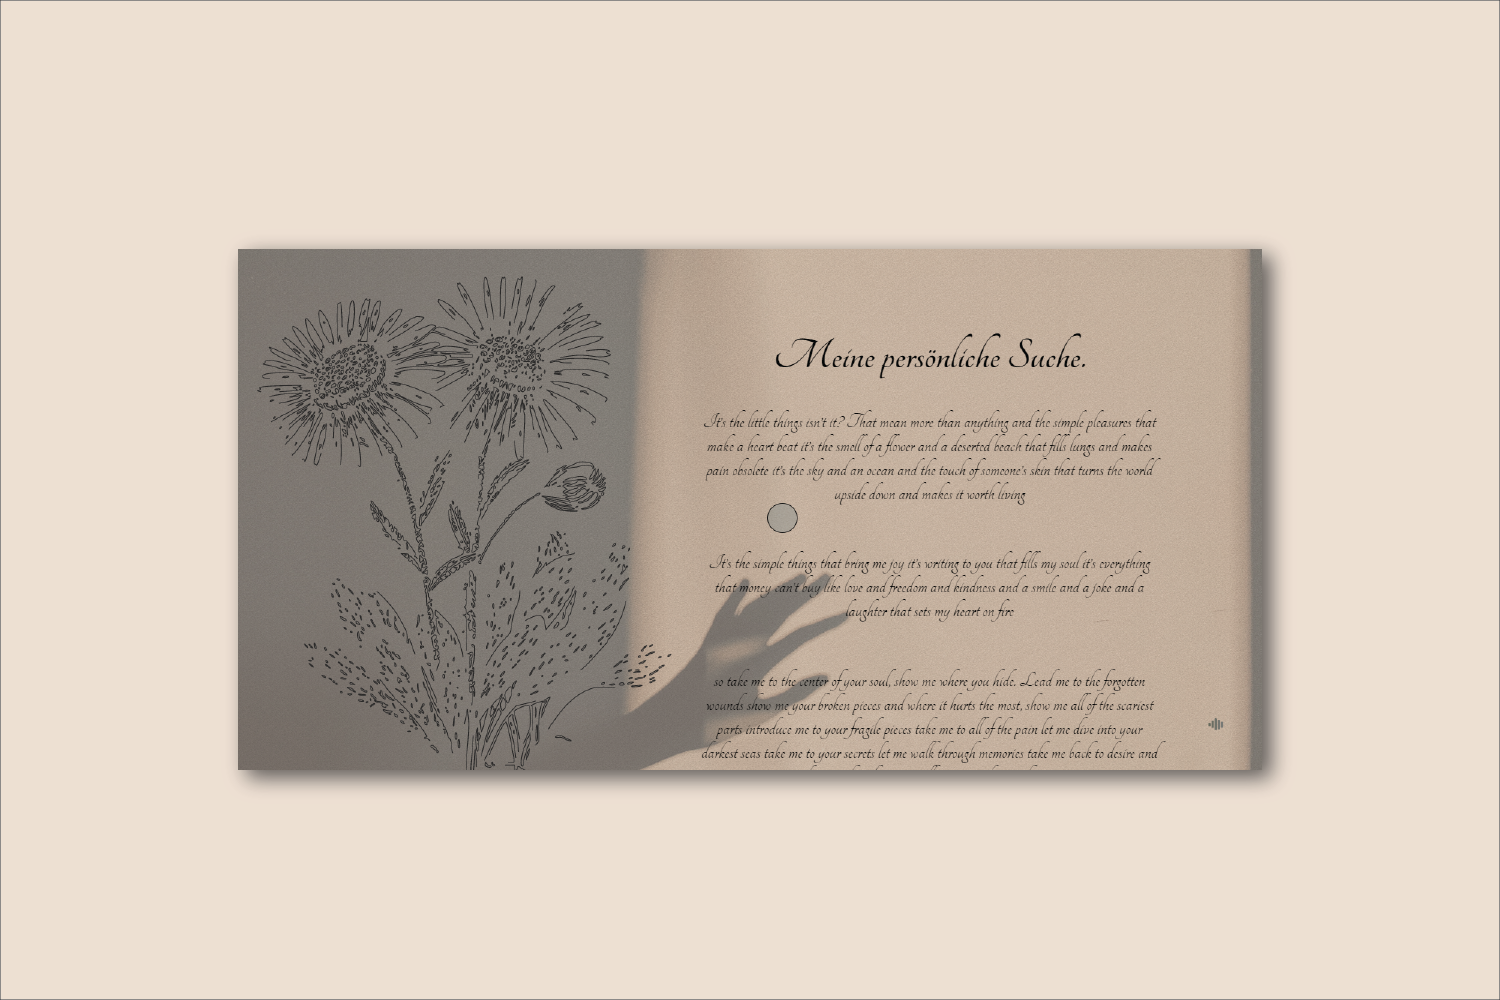 Meine persönliche Suche.
It's the little things isn't it? That mean more than anything and the simple pleasures that
make a heart beat it's the smell of a flower and a deserted beach that fills lungs and makes
pain obsolete it's the sky and an ocean and the touch of someone's skin that turns the world
upside down and makes it worth living
It's the simple things that bring me joy it's writing to you that fills my soul it's everything
that money can't buy like love and freedom and kindness and a smile and a joke and a
laughter that sets my heart on fire
so take me to the center of your soul, show me where you hide. Lead me to the forgotten
wounds show me your broken pieces and where it hurts the most, show me all of the scariest
parts introduce me to your fragile pieces take me to all of the pain let me dive into your
darkest seas take me to your secrets let me walk through memories take me back to desire and